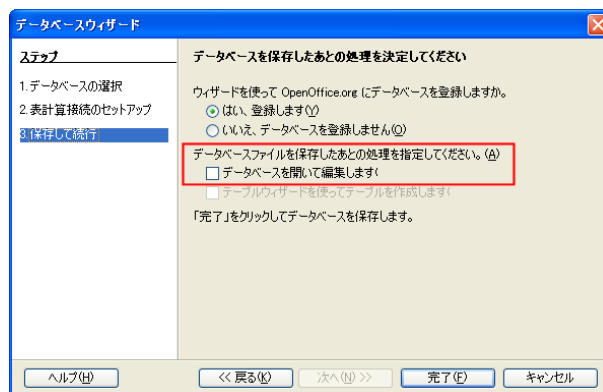 データベースウィザード
ステップ
1.データベースの選択
2.表計算接続のセットアップ
3.保存して続行
データベースを保存したあとの処理を決定してください
ウィザードを使って OpenOffice.org にデータベースを登録しますか。
はい、登録します(Y)
いいえ、データベースを登録しません(O)
データベースファイルを保存したあとの処理を指定してください。(A)
データベースを開いて編集します(
テーブルウィザードを使ってテーブルを作成します(
「完了」をクリックしてデータベースを保存します。
ヘルプ(H)
<< 戻る(K)
次へ(N) >>
完了(F)
キャンセル